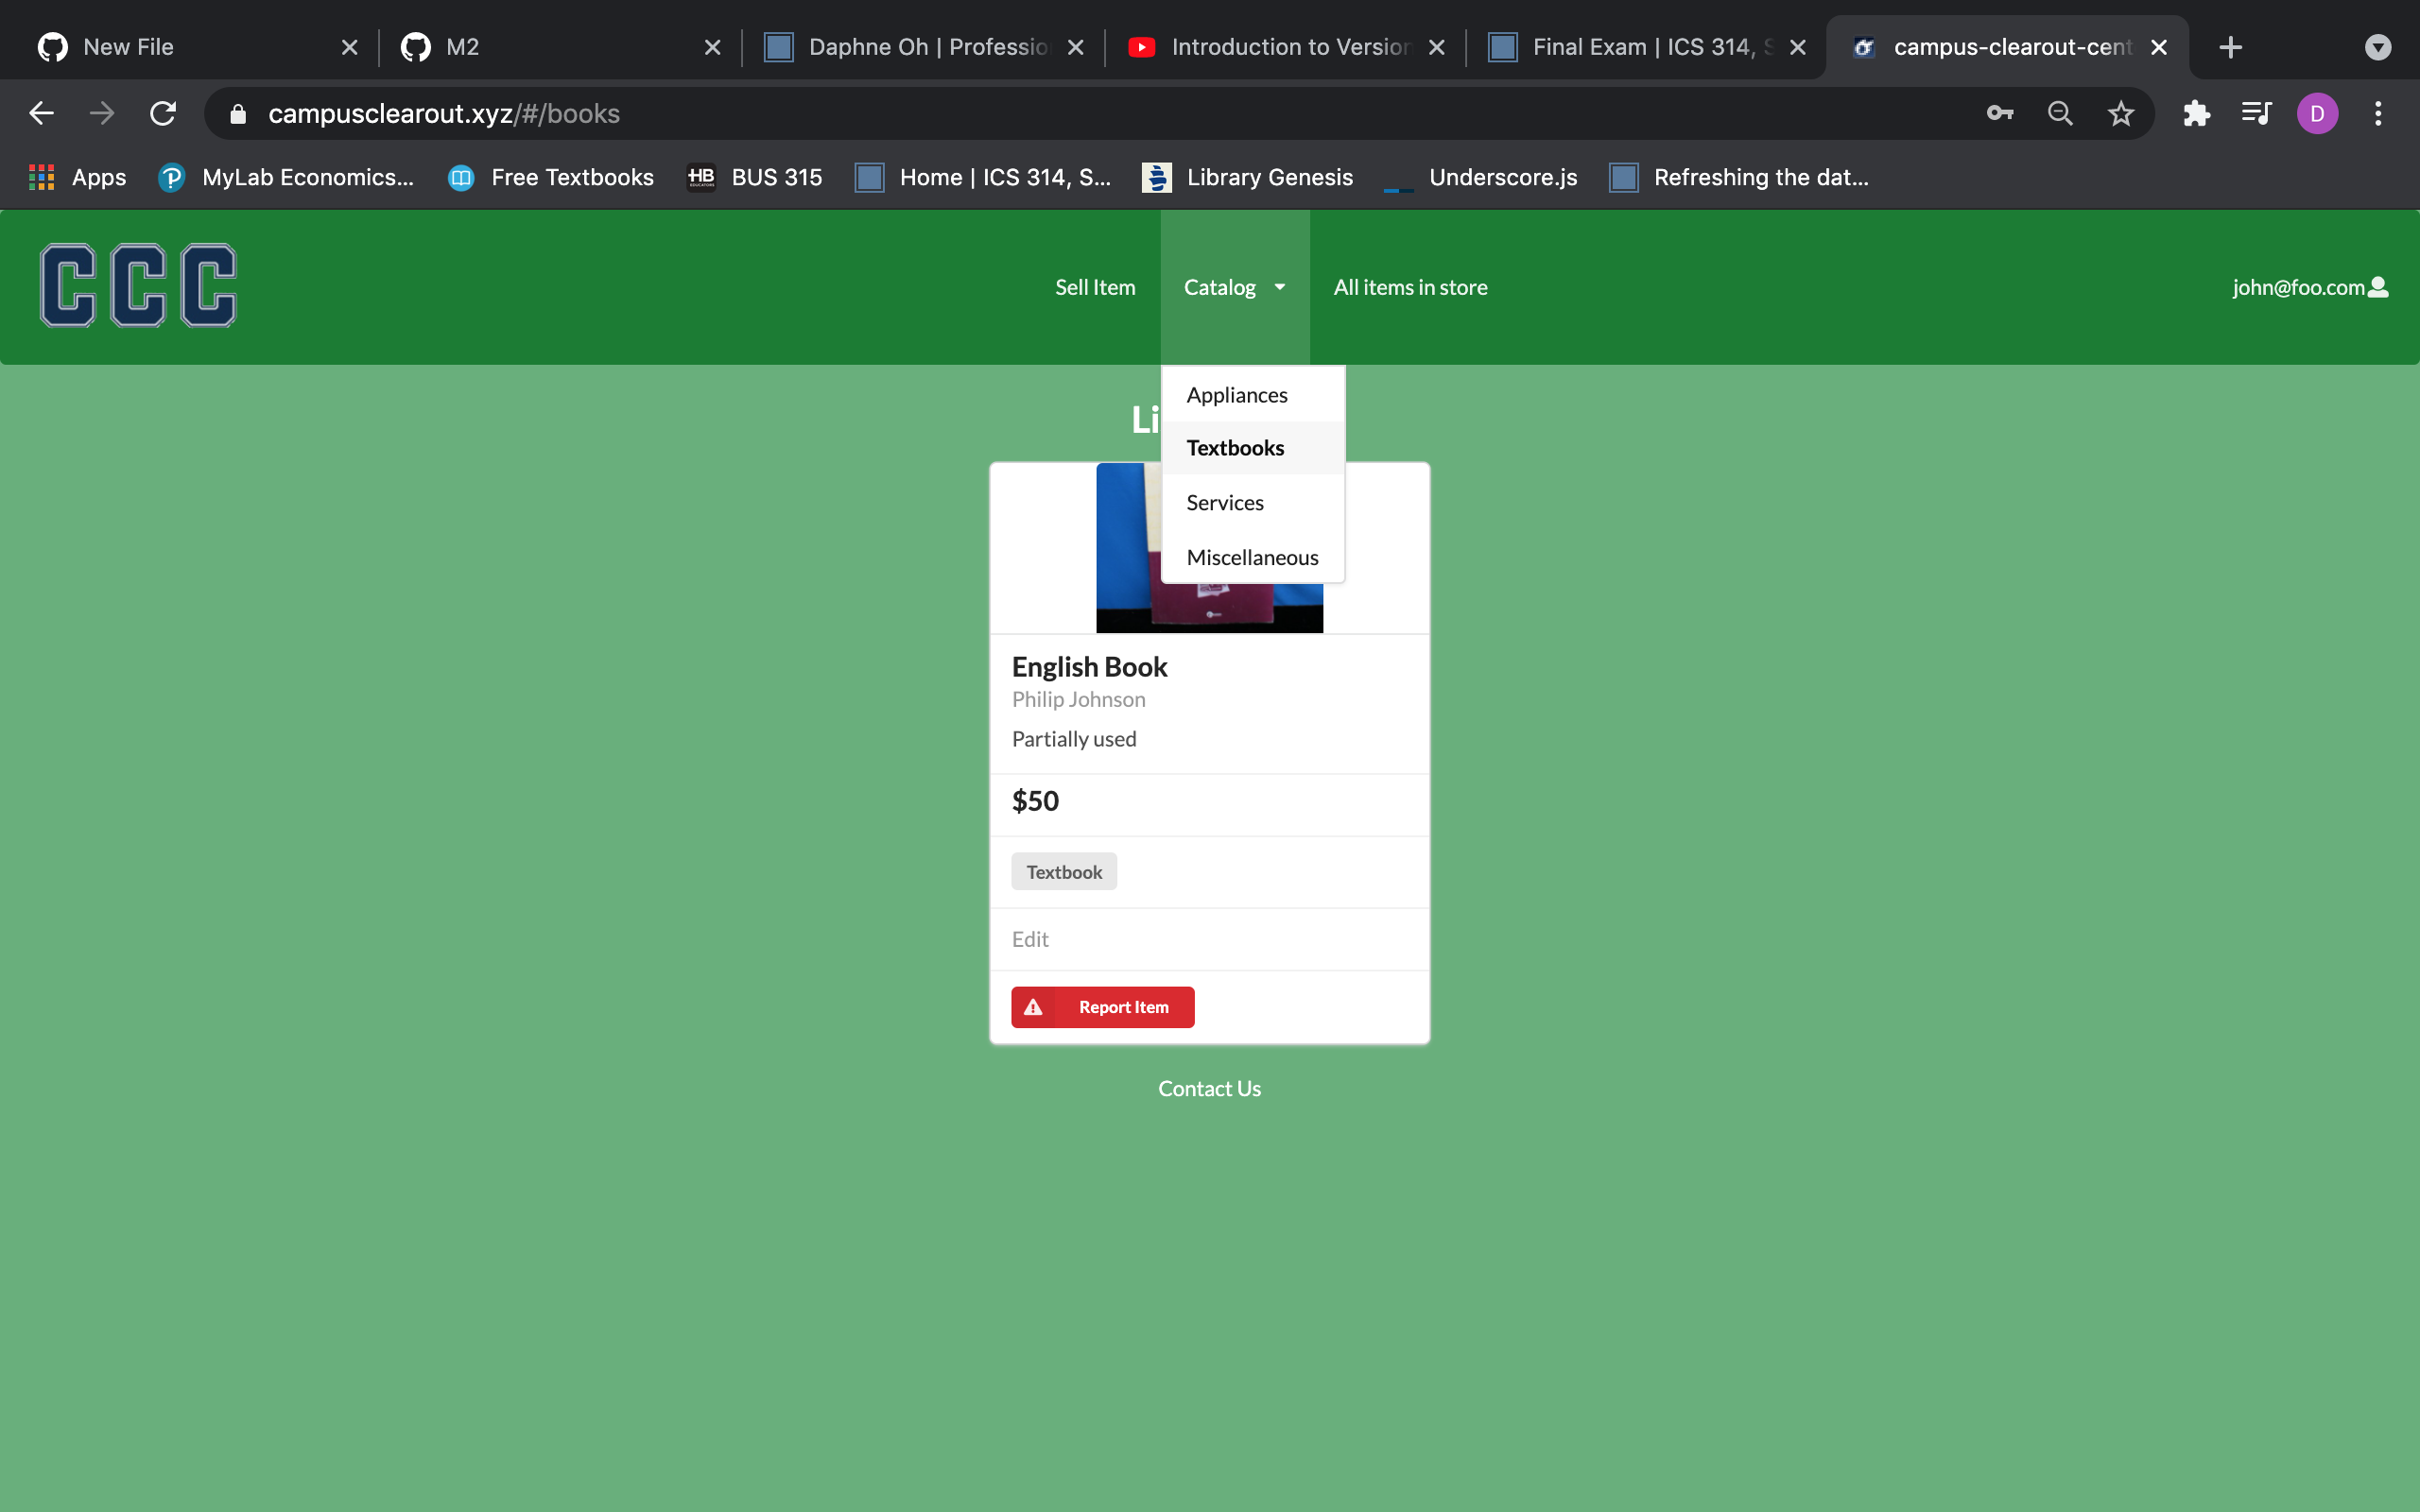 New File
M2
Daphne Oh | Professio
Introduction to Version
Final Exam | ICS 314, S
campus-clearout-cent
campusclearout.xyz/#/books
D
Apps
MyLab Economics...
Free Textbooks
HB
BUS 315
Home | ICS 314, S...
Library Genesis
Underscore.js
Refreshing the dat...
CCC
Sell Item
Catalog
All items in store
john@foo.com
Appliances
Li
Textbooks
Services
Miscellaneous
English Book
Philip Johnson
Partially used
$50
Textbook
Edit
Report Item
Contact Us